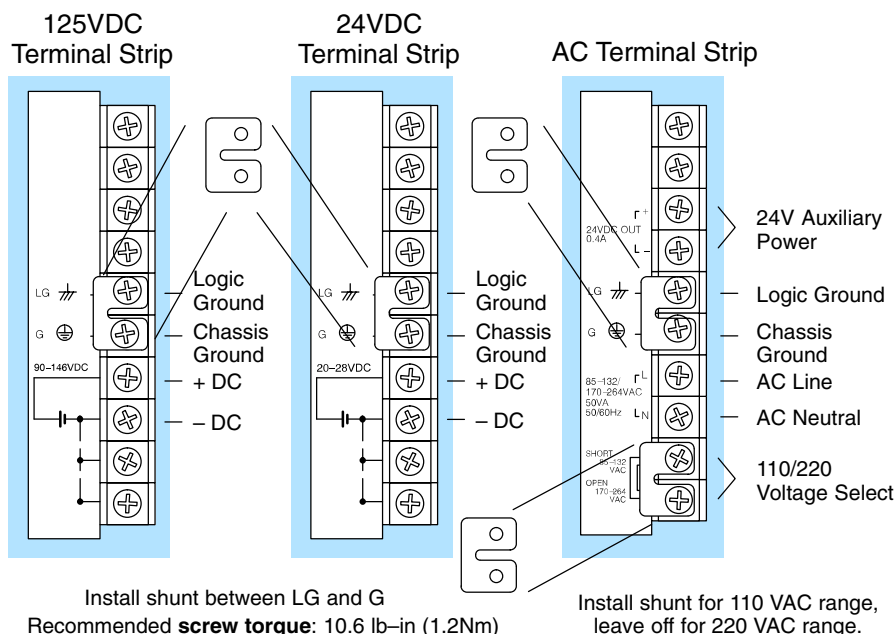 125VDC
Terminal Strip
24VDC
Terminal Strip
AC Terminal Strip
LG
G
90–146VDC
Logic
Ground
Chassis
Ground
+ DC
– DC
LG
G
20–28VDC
Logic
Ground
Chassis
Ground
+ DC
– DC
+
24VDC OUT
0.4A
–
LG
G
L
85–132/
170–264VAC
50VA
50/60Hz
N
SHORT
85–132
VAC
OPEN
170–264
VAC
24V Auxiliary
Power
Logic Ground
Chassis
Ground
AC Line
AC Neutral
110/220
Voltage Select
Install shunt between LG and G
Recommended screw torque: 10.6 lb–in (1.2Nm)
Install shunt for 110 VAC range,
leave off for 220 VAC range.